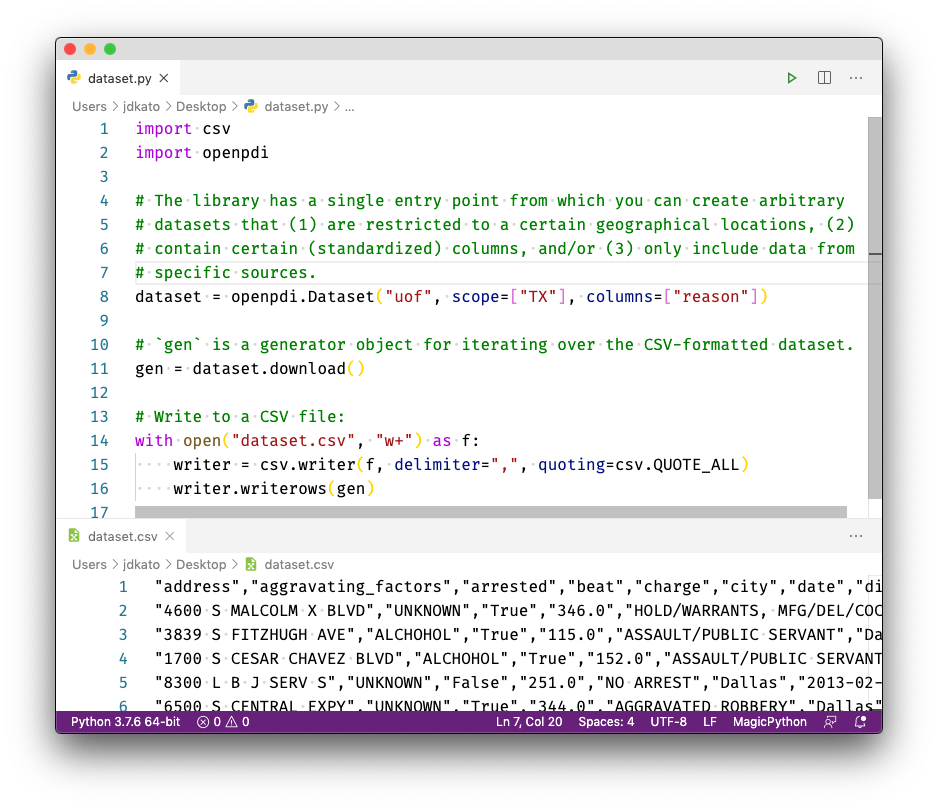 dataset.py
Users > jdkato > Desktop > dataset.py > ...
1 import csv
2 import openpdi
3
4 # The library has a single entry point from which you can create arbitrary
5 # datasets that (1) are restricted to a certain geographical locations, (2)
6 # contain certain (standardized) columns, and/or (3) only include data from
7 # specific sources.
8 dataset = openpdi.Dataset("uof", scope=["TX"], columns=["reason"])
9
10 # `gen` is a generator object for iterating over the CSV-formatted dataset.
11 gen = dataset.download()
12
13 # Write to a CSV file:
14 with open("dataset.csv", "w+") as f:
15     writer = csv.writer(f, delimiter=",", quoting=csv.QUOTE_ALL)
16     writer.writerows(gen)
17
dataset.csv
Users > jdkato > Desktop > dataset.csv
1 "address","aggravating_factors","arrested","beat","charge","city","date","di
2 "4600 S MALCOLM X BLVD","UNKNOWN","True","346.0","HOLD/WARRANTS, MFG/DEL/COC
3 "3839 S FITZHUGH AVE","ALCHOHOL","True","115.0","ASSAULT/PUBLIC SERVANT","Da
4 "1700 S CESAR CHAVEZ BLVD","ALCHOHOL","True","152.0","ASSAULT/PUBLIC SERVANT
5 "8300 L B J SERV S","UNKNOWN","False","251.0","NO ARREST","Dallas","2013-02-
6 "6500 S CENTRAL EXPY","UNKNOWN","True","344.0","AGGRAVATED ROBBERY","Dallas"
Python 3.7.6 64-bit 0 0 Ln 7, Col 20 Spaces: 4 UTF-8 LF MagicPython